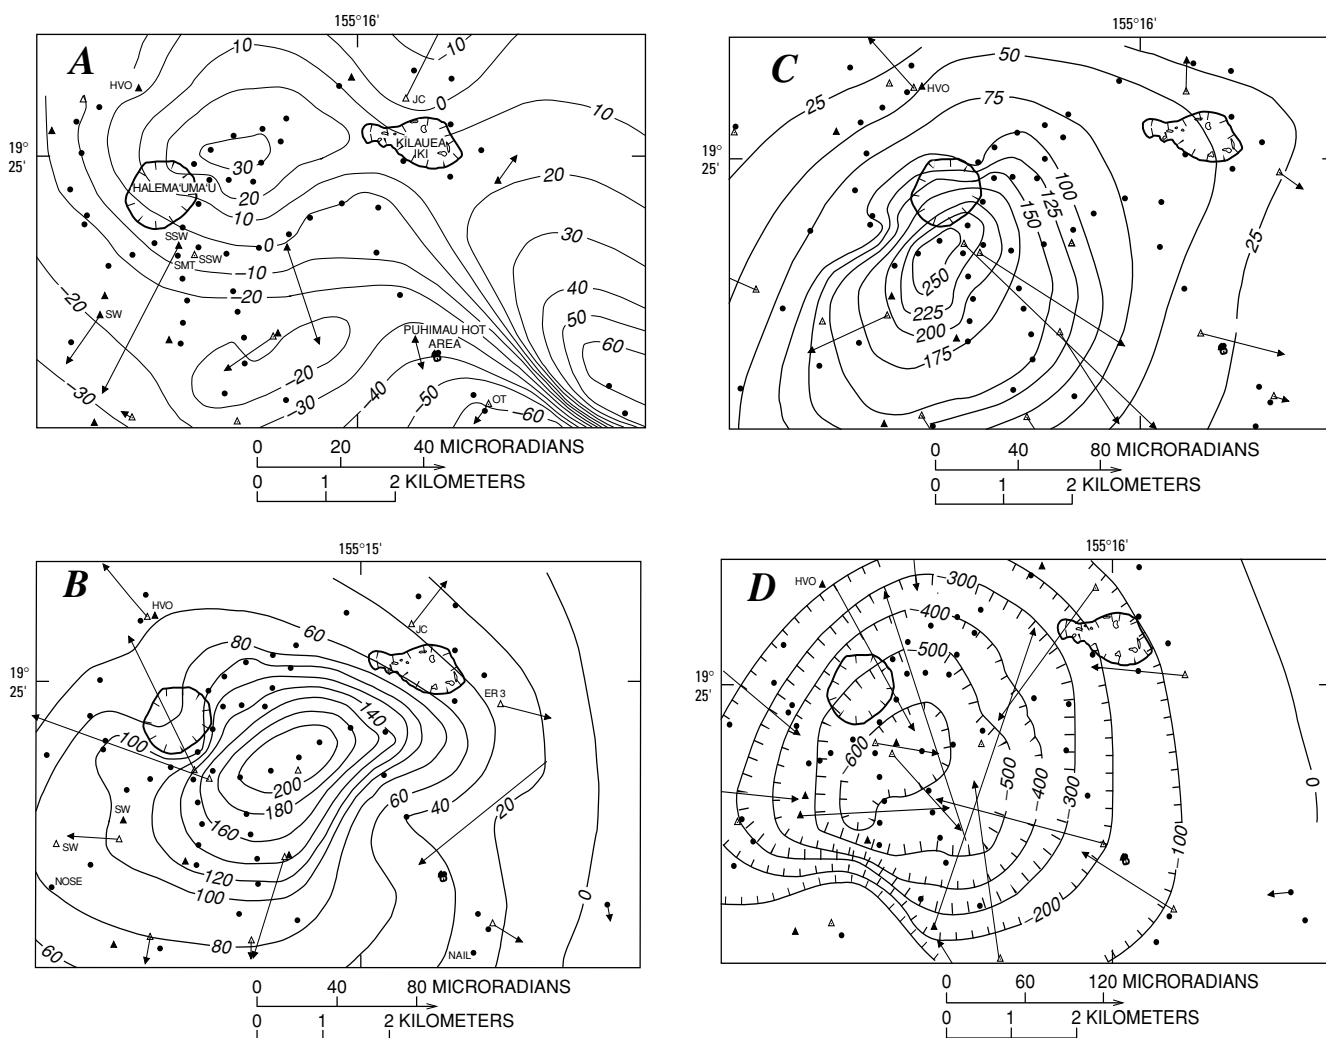 155°16'
A
10
–10
HVO
JC
0
10
KILAUEA
IKI
19°
25'
30
HALEMAʻUMAʻU
20
20
10
SSW
0
30
SMT
SSW
–10
–20
–20
40
SW
50
PUHIMAU HOT
AREA
60
–20
–40
–30
–30
–50
OT
–60
0 20 40 MICRORADIANS
0 1 2 KILOMETERS
155°16'
C
50
HVO
25
75
19°
25'
100
125
150
25
250
225
200
175
0 40 80 MICRORADIANS
0 1 2 KILOMETERS
155°15'
B
HVO
80
60
JC
19°
25'
ER 3
140
100
200
60
40
20
180
SW
160
SW
120
NOSE
100
0
80
60
NAIL
0 40 80 MICRORADIANS
0 1 2 KILOMETERS
155°16'
D
HVO
–300
–400
19°
25'
–500
–600
–500
–400
–300
0
–100
–200
0 60 120 MICRORADIANS
0 1 2 KILOMETERS